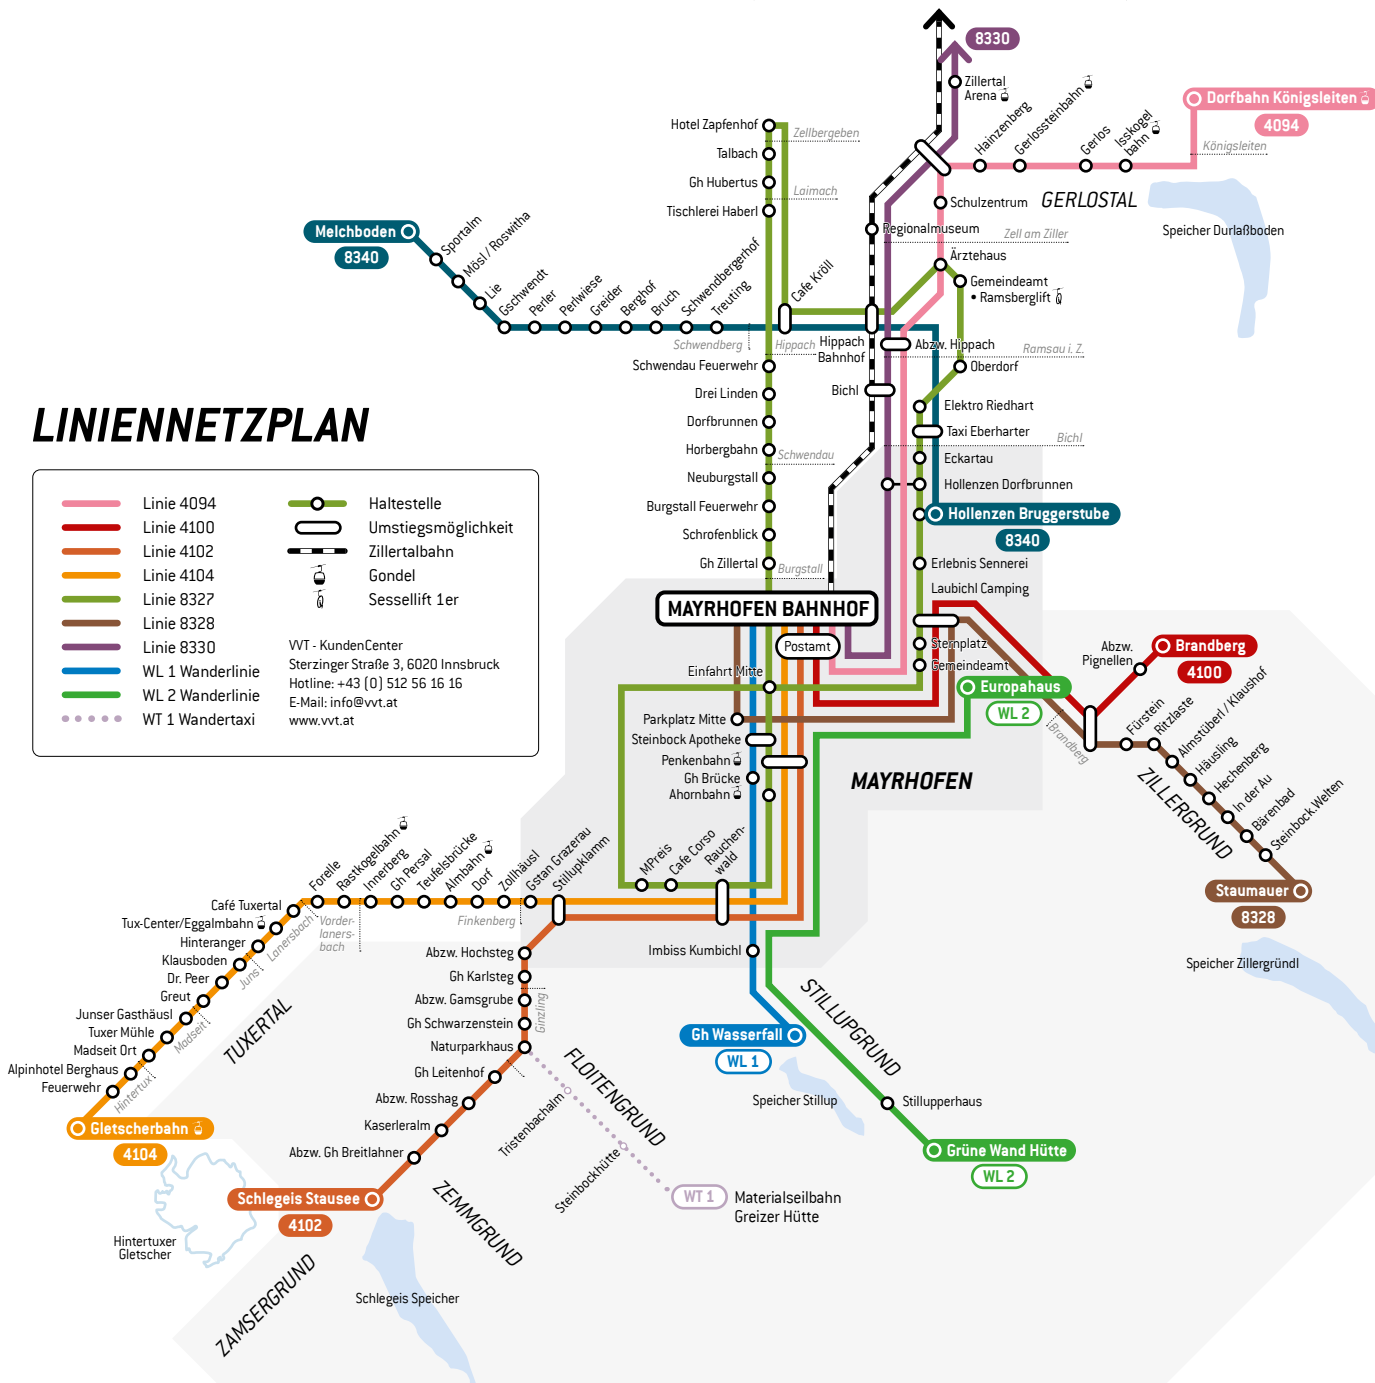 8330
Zillertal
Arena
Hainzenberg
Gerlossteinbahn
Gerlos
Isskogel
bahn
Dorfbahn Königsleiten
4094
Königsleiten
GERLOSTAL
Speicher Durlaßboden
Hotel Zapfenhof
Zellbergeben
Talbach
Gh Hubertus
Laimach
Tischlerei Haberl
Schulzentrum
Regionalmuseum
Zell am Ziller
Ärztehaus
Gemeindeamt
• Ramsberglift
Melchboden
8340
Sportalm
Mösl / Roswitha
Lie
Gschwendt
Perler
Perlwiese
Greider
Berghof
Bruch
Schwendbergerhof
Treuting
Cafe Kröll
Schwendberg
Hippach
Hippach
Bahnhof
Abzw. Hippach
Ramsau i. Z.
Schwendau Feuerwehr
Oberdorf
Drei Linden
Bichl
Elektro Riedhart
Dorfbrunnen
Taxi Eberharter
Bichl
Horbergbahn
Schwendau
Eckartau
Neuburgstall
Hollenzen Dorfbrunnen
Burgstall Feuerwehr
Hollenzen Bruggerstube
8340
Schrofenblick
Gh Zillertal
Burgstall
Erlebnis Sennerei
Laubichl Camping
LINIENNETZPLAN
Linie 4094
Linie 4100
Linie 4102
Linie 4104
Linie 8327
Linie 8328
Linie 8330
WL 1 Wanderlinie
WL 2 Wanderlinie
WT 1 Wandertaxi
Haltestelle
Umstiegsmöglichkeit
Zillertalbahn
Gondel
Sessellift 1er
VVT - KundenCenter
Sterzinger Straße 3, 6020 Innsbruck
Hotline: +43 (0) 512 56 16 16
E-Mail: info@vvt.at
www.vvt.at
MAYRHOFEN BAHNHOF
Postamt
Sternplatz
Gemeindeamt
Einfahrt Mitte
Europahaus
WL 2
Parkplatz Mitte
Steinbock Apotheke
Penkenbahn
Gh Brücke
Ahornbahn
MAYRHOFEN
Brandberg
Abzw.
Pignellen
Brandberg
4100
Fürstein
Ritzlaste
Almstüberl / Klaushof
Häusling
Hechenberg
In der Au
Bärenbad
Steinbock.Welten
ZILLERGRUND
Staumauer
8328
Speicher Zillergründl
MPreis
Cafe Corso
Rauchen-
wald
Forelle
Rastkogelbahn
Innerberg
Gh Persal
Teufelsbrücke
Almbahn
Dorf
Zollhäusl
Gstan Grazerau
Stillupklamm
Café Tuxertal
Tux-Center/Eggalmbahn
Hinteranger
Klausboden
Dr. Peer
Greut
Junser Gasthäusl
Tuxer Mühle
Madseit Ort
Alpinhotel Berghaus
Feuerwehr
Lanersbach
Vorder-
laners-
bach
Finkenberg
Juns
Madseit
Hintertux
Gletscherbahn
4104
TUXERTAL
Abzw. Hochsteg
Gh Karlsteg
Abzw. Gamsgrube
Ginzling
Gh Schwarzenstein
Naturparkhaus
Gh Leitenhof
Abzw. Rosshag
Kaserleralm
Abzw. Gh Breitlahner
Schlegeis Stausee
4102
Imbiss Kumbichl
Gh Wasserfall
WL 1
Speicher Stillup
STILLUPGRUND
Stillupperhaus
Grüne Wand Hütte
WL 2
FLOITENGRUND
Tristenbachalm
Steinbockhütte
WT 1
Materialseilbahn
Greizer Hütte
ZEMMGRUND
Hintertuxer
Gletscher
ZAMSERGRUND
Schlegeis Speicher